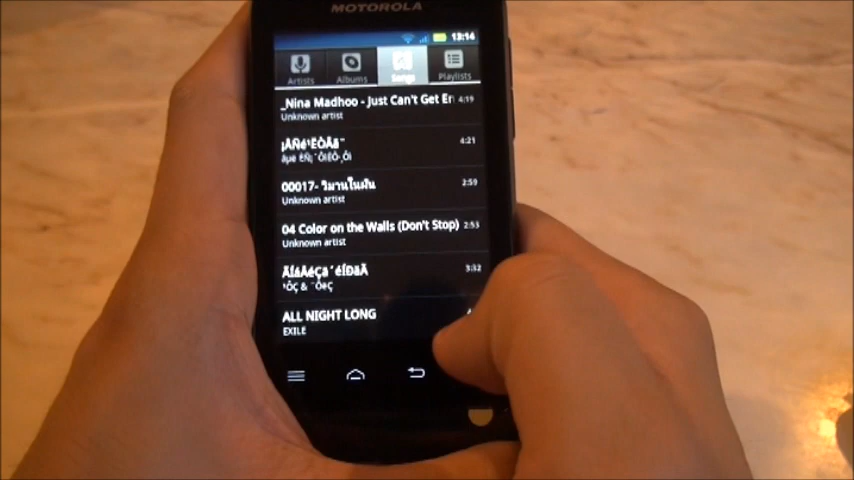 MOTOROLA
13:14
Artists Albums Songs Playlists
_Nina Madhoo - Just Can't Get En 4:19
Unknown artist
4:21
00017- วิมานในฝัน 2:59
Unknown artist
04 Color on the Walls (Don't Stop) 2:53
Unknown artist
3:32
ALL NIGHT LONG
EXILE